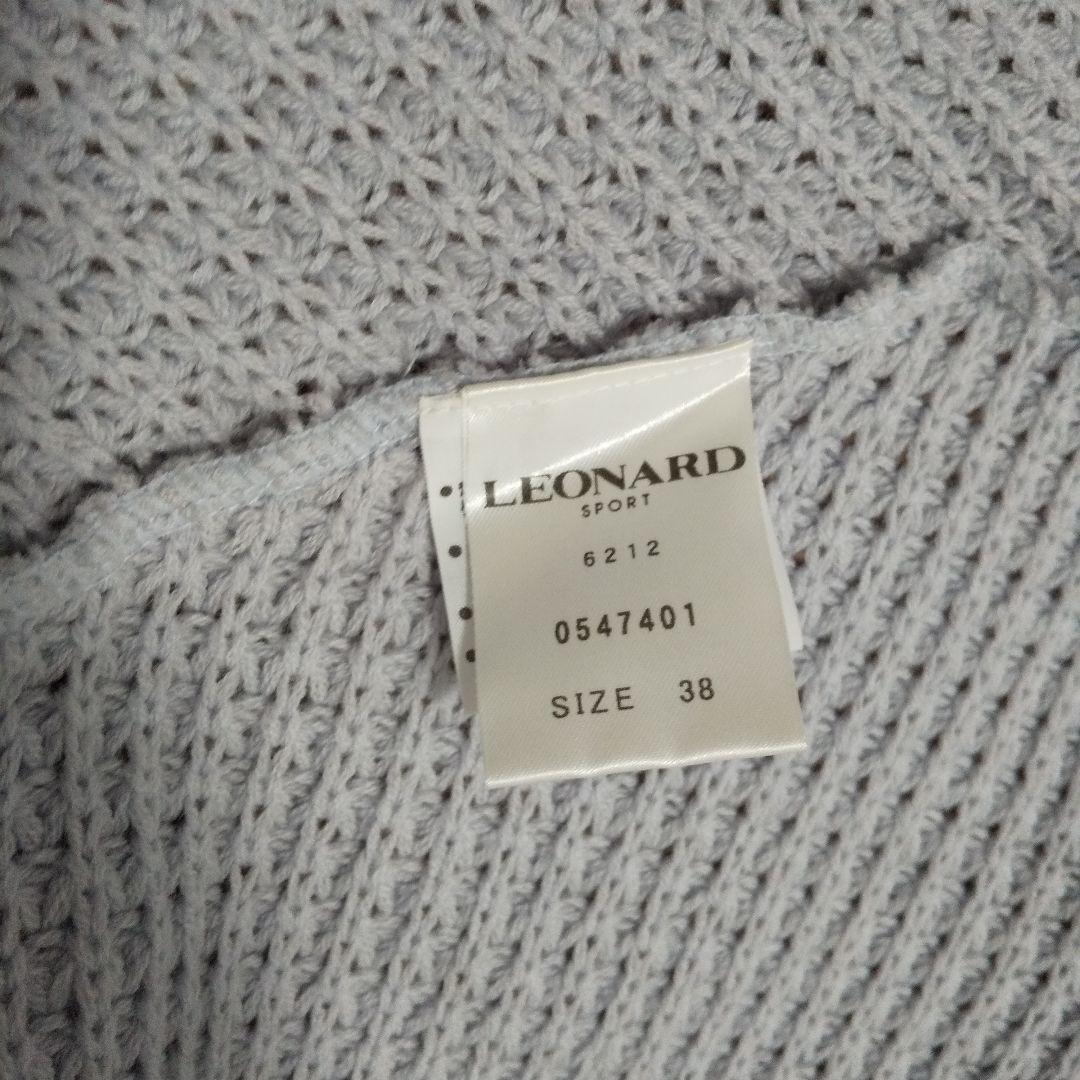 LEONARD
SPORT
6212
0547401
SIZE 38